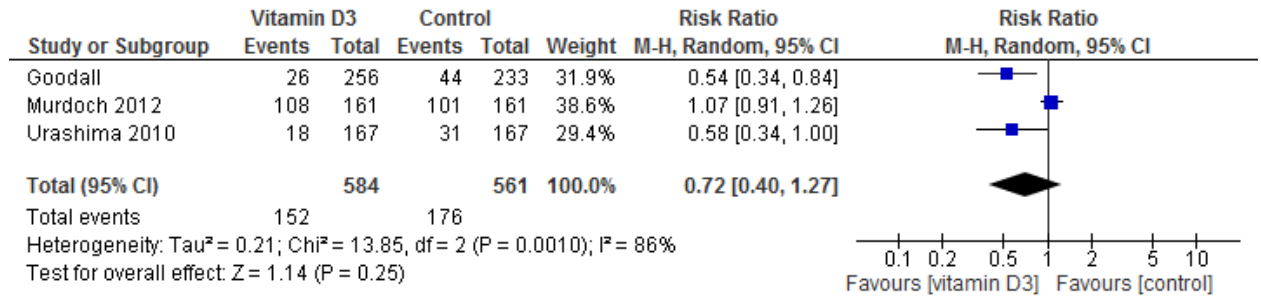 Vitamin D3 Control Risk Ratio Risk Ratio
Study or Subgroup Events Total Events Total Weight M-H, Random, 95% CI M-H, Random, 95% CI
Goodall 26 256 44 233 31.9% 0.54 [0.34, 0.84]
Murdoch 2012 108 161 101 161 38.6% 1.07 [0.91, 1.26]
Urashima 2010 18 167 31 167 29.4% 0.58 [0.34, 1.00]
Total (95% CI) 584 561 100.0% 0.72 [0.40, 1.27]
Total events 152 176
Heterogeneity: Tau² = 0.21; Chi² = 13.85, df = 2 (P = 0.0010); I² = 86%
Test for overall effect: Z = 1.14 (P = 0.25)
0.1 0.2 0.5 1 2 5 10
Favours [vitamin D3] Favours [control]